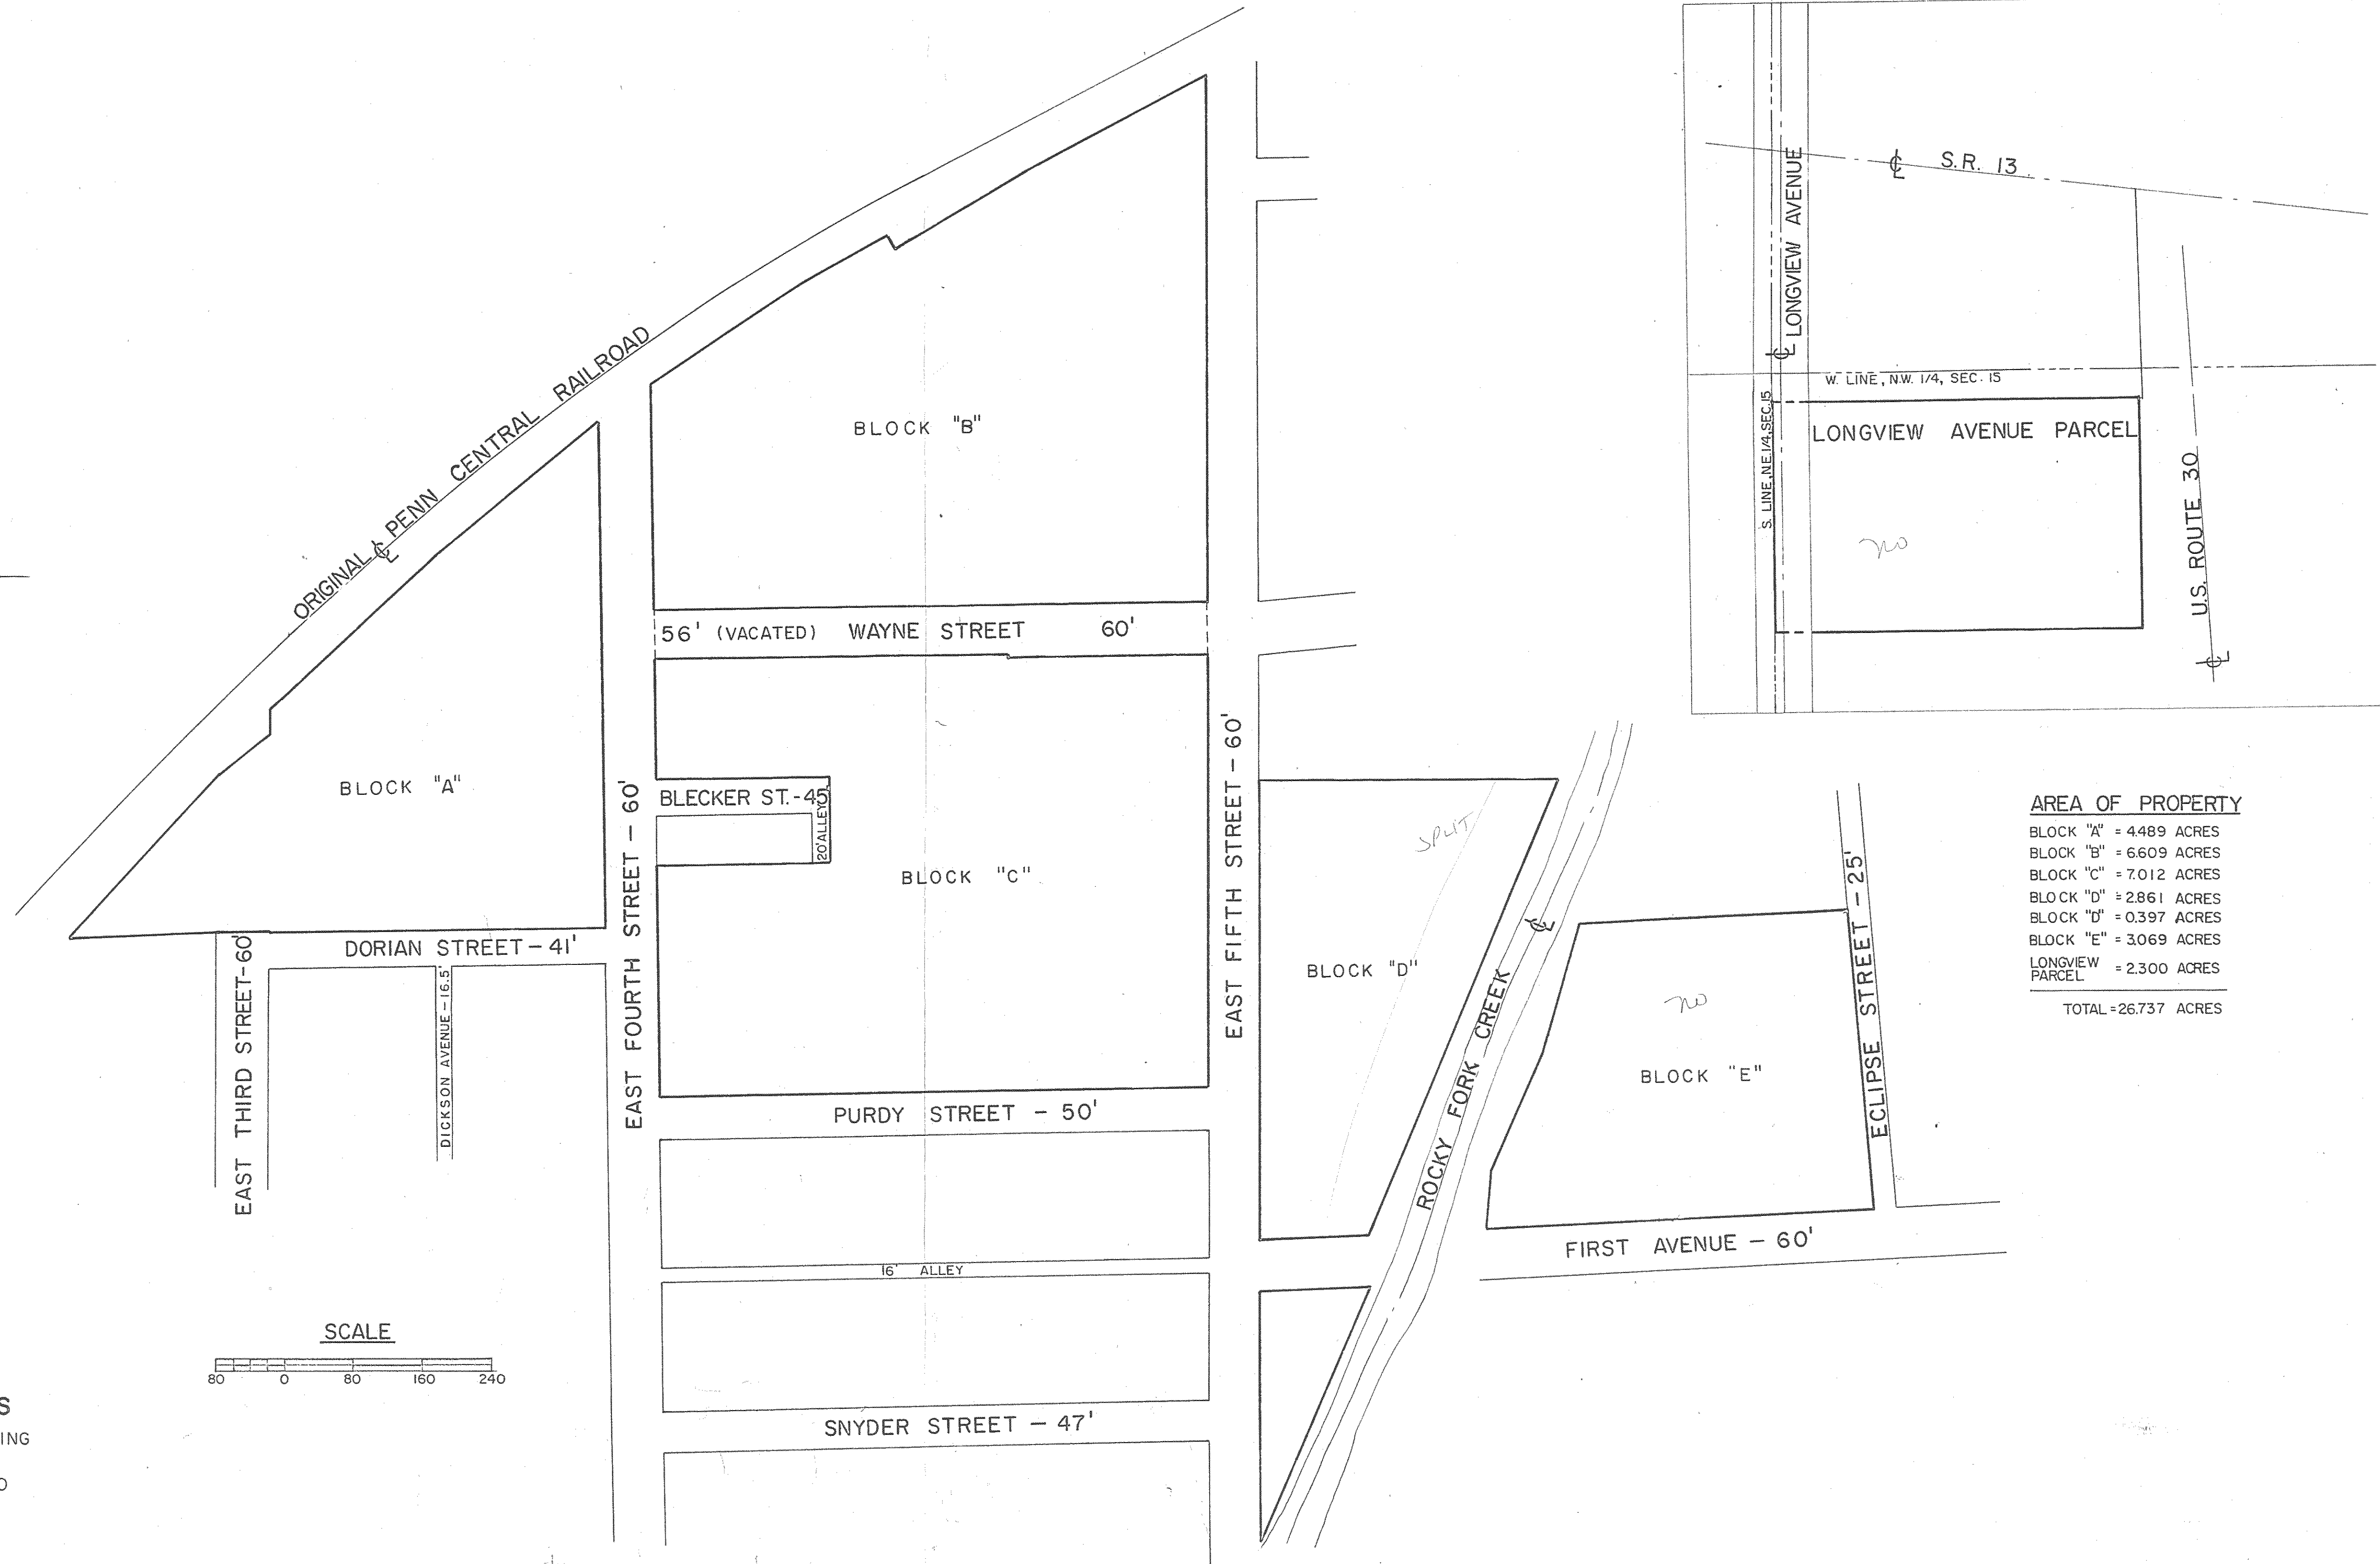 ORIGINAL ℄ PENN CENTRAL RAILROAD
BLOCK "B"
56' (VACATED) WAYNE STREET 60'
BLOCK "A"
BLECKER ST.-45'
20' ALLEY
BLOCK "C"
EAST FOURTH STREET - 60'
EAST FIFTH STREET - 60'
DORIAN STREET - 41'
EAST THIRD STREET-60'
DICKSON AVENUE - 16.5'
PURDY STREET - 50'
16' ALLEY
SNYDER STREET - 47'
SCALE
80 0 80 160 240
S
ING
O
SPLIT
BLOCK "D"
ROCKY FORK CREEK
℄
no
BLOCK "E"
ECLIPSE STREET - 25'
FIRST AVENUE - 60'
℄ S.R. 13
℄ LONGVIEW AVENUE
W. LINE, N.W. 1/4, SEC. 15
S. LINE, N.E. 1/4, SEC. 15
LONGVIEW AVENUE PARCEL
no
U.S. ROUTE 30
℄
AREA OF PROPERTY
BLOCK "A" = 4.489 ACRES
BLOCK "B" = 6.609 ACRES
BLOCK "C" = 7.012 ACRES
BLOCK "D" = 2.861 ACRES
BLOCK "D" = 0.397 ACRES
BLOCK "E" = 3.069 ACRES
LONGVIEW
PARCEL = 2.300 ACRES
TOTAL = 26.737 ACRES